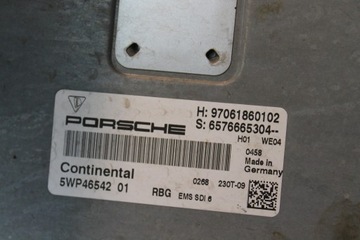 H: 97061860102
PORSCHE
S: 6576665304--
H01 WE04
0458
Made in
Germany
Continental
5WP46542 01
RBG EMS SDI 6
0268 230T-09